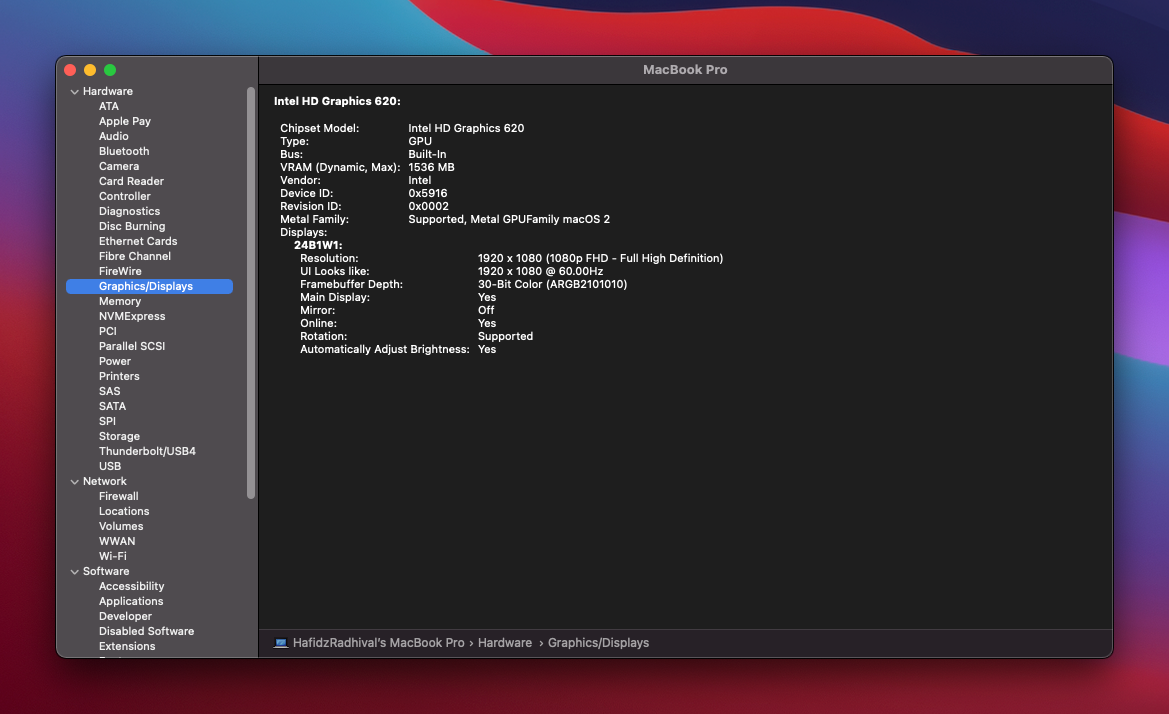 MacBook Pro
Hardware
ATA
Apple Pay
Audio
Bluetooth
Camera
Card Reader
Controller
Diagnostics
Disc Burning
Ethernet Cards
Fibre Channel
FireWire
Graphics/Displays
Memory
NVMExpress
PCI
Parallel SCSI
Power
Printers
SAS
SATA
SPI
Storage
Thunderbolt/USB4
USB
Network
Firewall
Locations
Volumes
WWAN
Wi-Fi
Software
Accessibility
Applications
Developer
Disabled Software
Extensions
Intel HD Graphics 620:
Chipset Model: Intel HD Graphics 620
Type: GPU
Bus: Built-In
VRAM (Dynamic, Max): 1536 MB
Vendor: Intel
Device ID: 0x5916
Revision ID: 0x0002
Metal Family: Supported, Metal GPUFamily macOS 2
Displays:
24B1W1:
Resolution: 1920 x 1080 (1080p FHD - Full High Definition)
UI Looks like: 1920 x 1080 @ 60.00Hz
Framebuffer Depth: 30-Bit Color (ARGB2101010)
Main Display: Yes
Mirror: Off
Online: Yes
Rotation: Supported
Automatically Adjust Brightness: Yes
HafidzRadhival's MacBook Pro › Hardware › Graphics/Displays